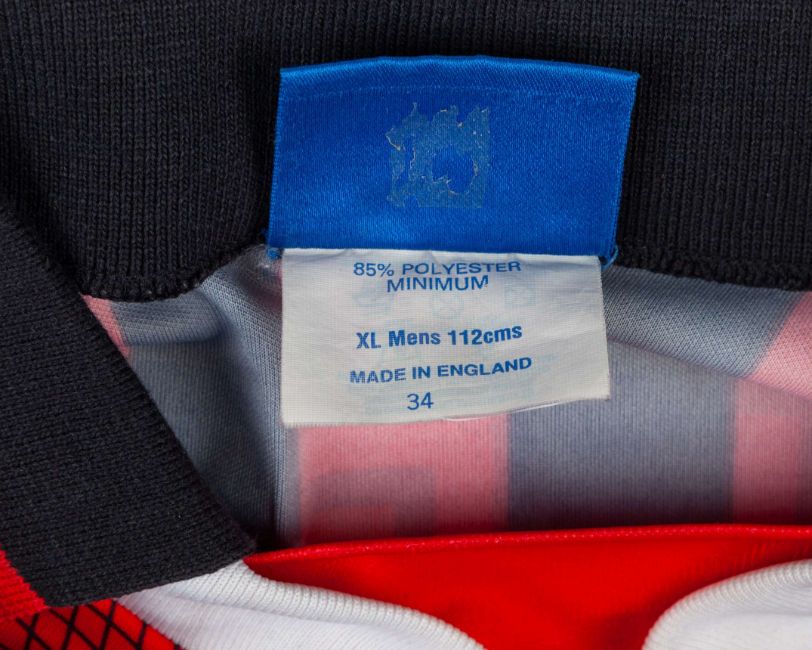 85% POLYESTER
MINIMUM
XL Mens 112cms
MADE IN ENGLAND
34